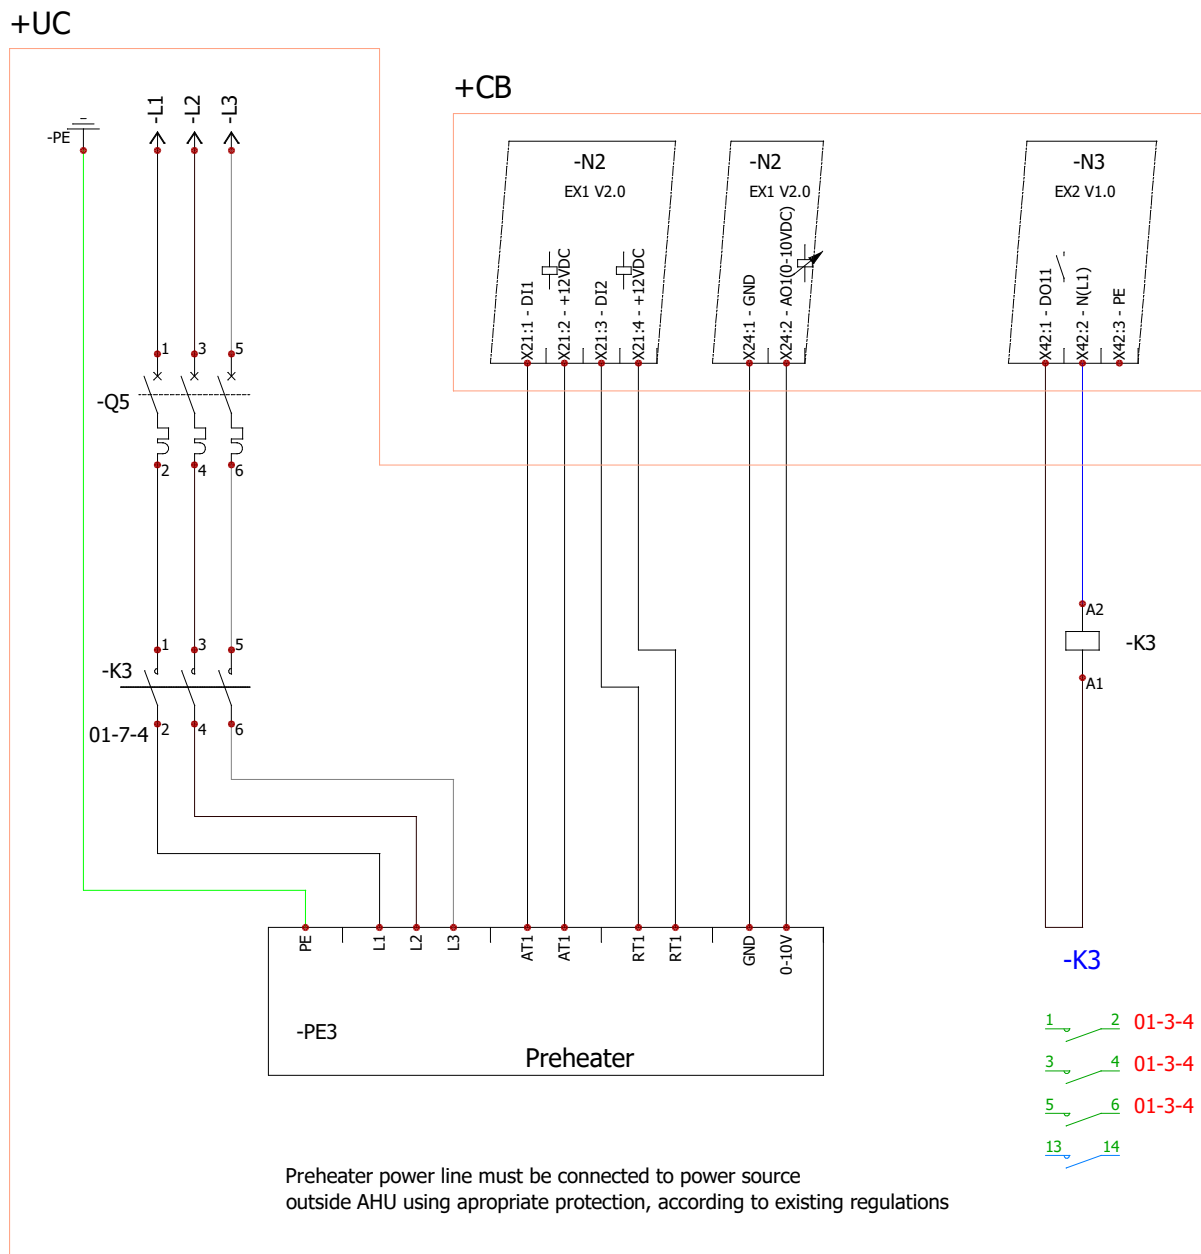 +UC
+CB
-PE
-L1
-L2
-L3
-N2
EX1 V2.0
X21:1 - DI1
X21:2 - +12VDC
X21:3 - DI2
X21:4 - +12VDC
-N2
EX1 V2.0
X24:1 - GND
X24:2 - AO1(0-10VDC)
-N3
EX2 V1.0
X42:1 - DO11
X42:2 - N(L1)
X42:3 - PE
1
3
5
-Q5
2
4
6
1
3
5
-K3
01-7-4
2
4
6
A2
-K3
A1
PE
L1
L2
L3
AT1
AT1
RT1
RT1
GND
0-10V
-PE3
Preheater
-K3
1 2 01-3-4
3 4 01-3-4
5 6 01-3-4
13 14
Preheater power line must be connected to power source
outside AHU using apropriate protection, according to existing regulations